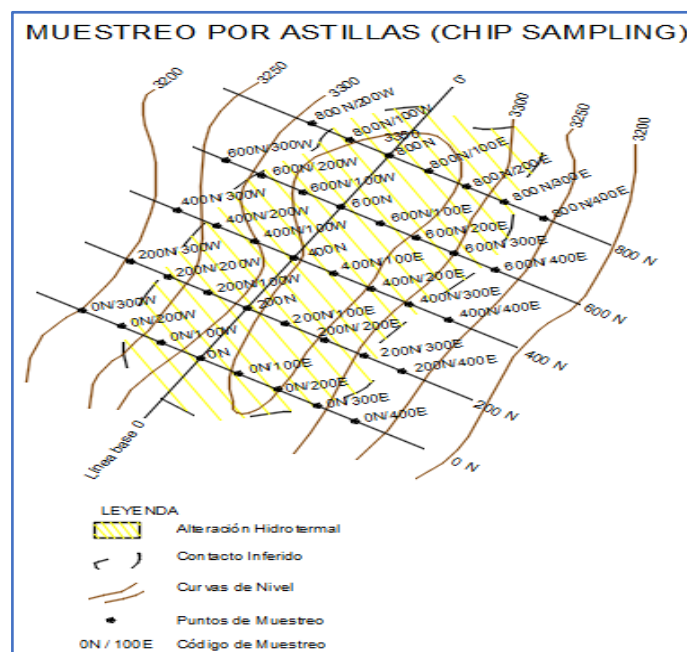 MUESTREO POR ASTILLAS (CHIP SAMPLING)
3200
3250
3300
0
800N/200W
800N/100W
3350
800N
800N/100E
800N/200E
800N/300E
800N/400E
800 N
3300
3250
3200
600N/300W
600N/200W
600N/100W
600N
600N/100E
600N/200E
600N/300E
600N/400E
600 N
400N/300W
400N/200W
400N/100W
400N
400N/100E
400N/200E
400N/300E
400N/400E
400 N
200N/300W
200N/200W
200N/100W
200N
200N/100E
200N/200E
200N/300E
200N/400E
200 N
0N/300W
0N/200W
0N/100W
0N
0N/100E
0N/200E
0N/300E
0N/400E
0 N
Línea base 0
LEYENDA
Alteración Hidrotermal
Contacto Inferido
Curvas de Nivel
Puntos de Muestreo
0N / 100E Código de Muestreo